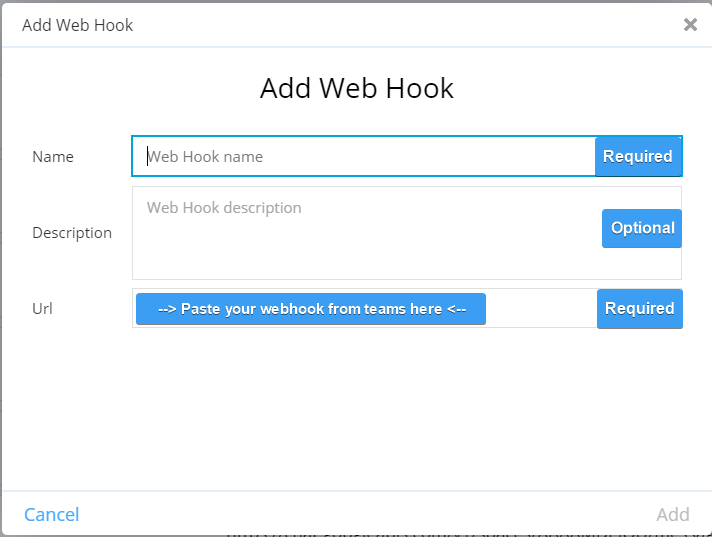 Add Web Hook
Add Web Hook
Name
Web Hook name
Required
Web Hook description
Description
Optional
Url
--> Paste your webhook from teams here <--
Required
Cancel
Add